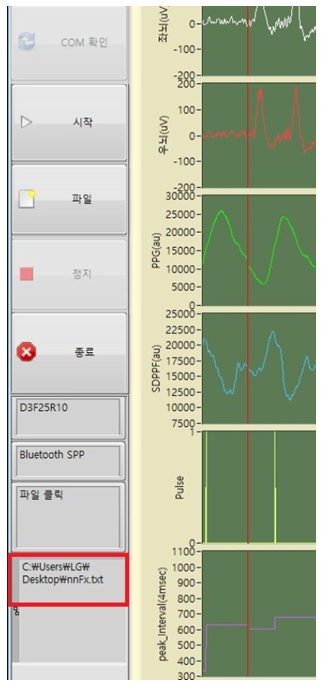 COM 확인
시작
파일
정지
종료
D3F25R10
Bluetooth SPP
파일 클릭
C:₩Users₩LG₩
Desktop₩nnFx.txt
좌뇌(uV)
0
-100
-200
우뇌(uV)
200
100
0
-100
-200
PPG(au)
30000
25000
20000
15000
10000
5000
SDPPF(au)
25000
22500
20000
17500
15000
12500
10000
7500
Pulse
1
0
peak_Interval(4msec)
1100
1000
900
800
700
600
500
400
300